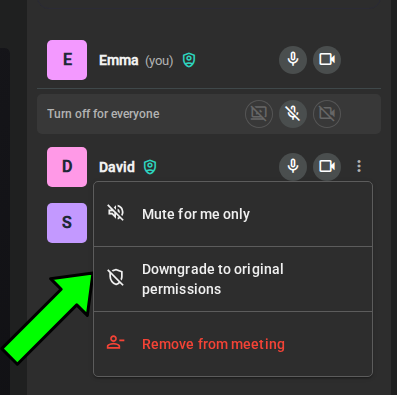 E
Emma (you)
Turn off for everyone
D
David
S
Mute for me only
Downgrade to original
permissions
Remove from meeting